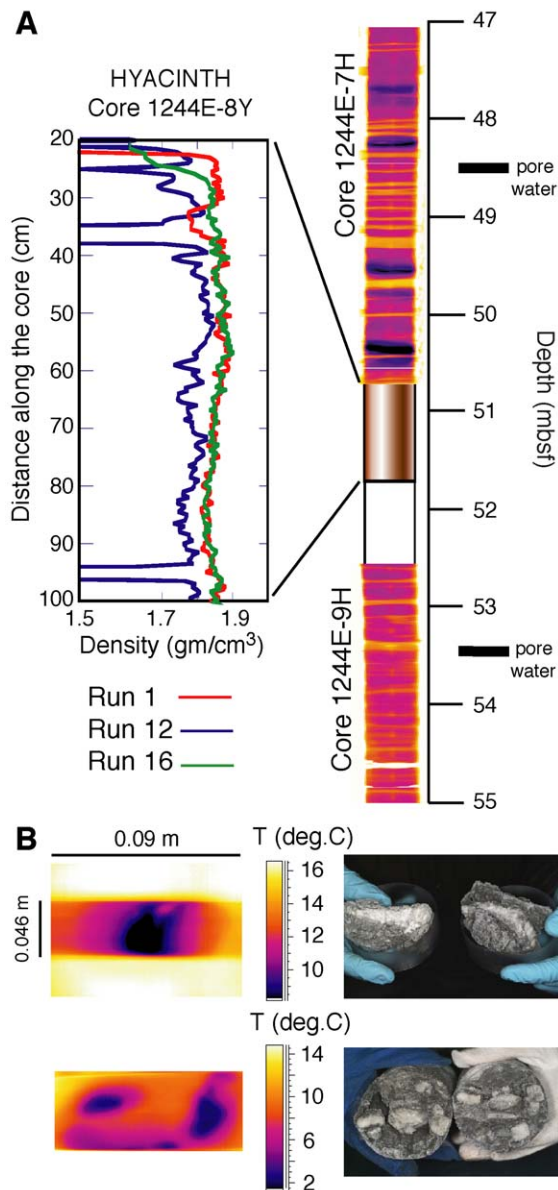 A
HYACINTH
Core 1244E-8Y
20
30
40
50
60
70
80
90
100
Distance along the core (cm)
1.5
1.7
1.9
Density (gm/cm³)
Run 1
Run 12
Run 16
Core 1244E-7H
Core 1244E-9H
47
48
49
50
51
52
53
54
55
Depth (mbsf)
pore
water
pore
water
B
0.09 m
0.046 m
T (deg.C)
16
14
12
10
T (deg.C)
14
12
10
8
6
4
2